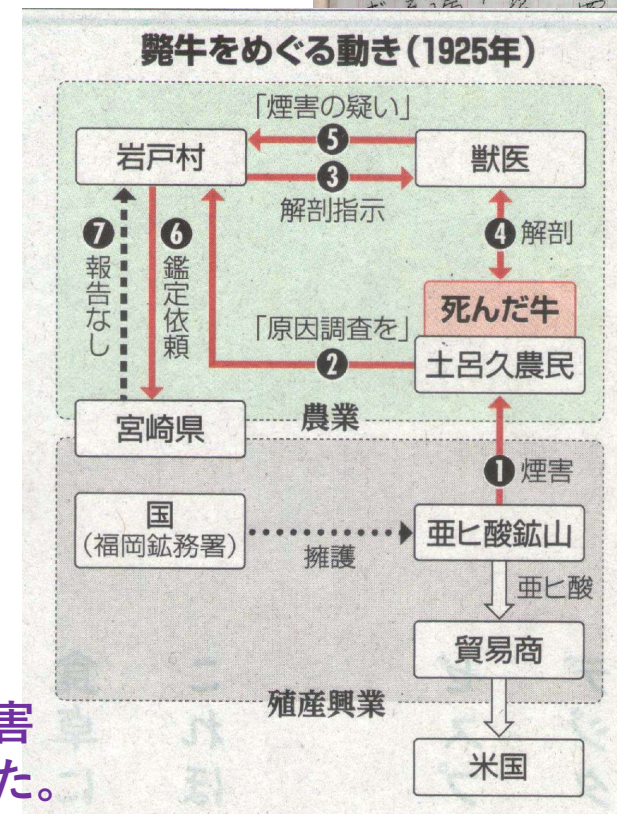 斃牛をめぐる動き(1925年)
「煙害の疑い」
❺
岩戸村
獣医
❸
解剖指示
❼
報告なし
❻
鑑定依頼
❹解剖
死んだ牛
土呂久農民
「原因調査を」
❷
宮崎県
農業
❶煙害
国
(福岡鉱務署)
擁護
亜ヒ酸鉱山
亜ヒ酸
貿易商
殖産興業
米国
害
た。